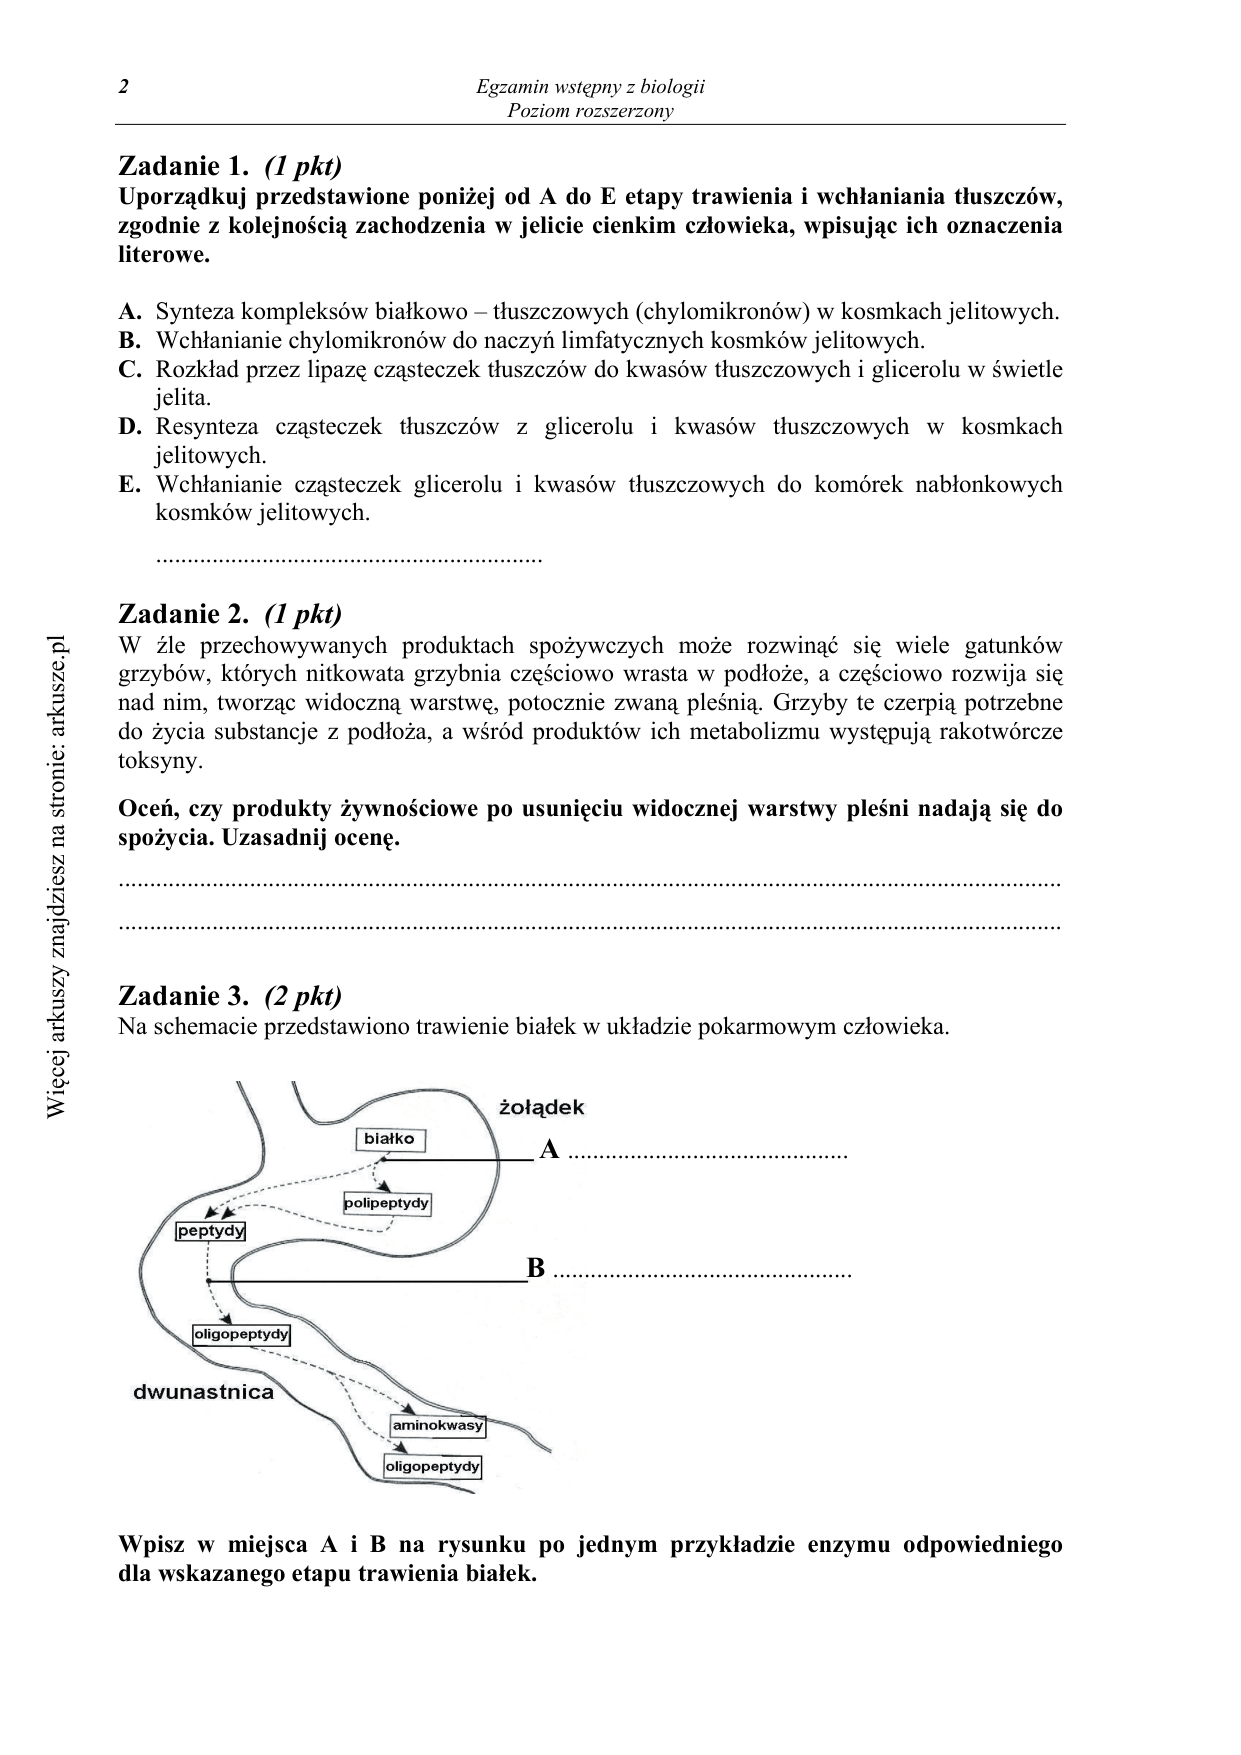 2
Egzamin wstępny z biologii
Poziom rozszerzony
Zadanie 1. (1 pkt)
Uporządkuj przedstawione poniżej od A do E etapy trawienia i wchłaniania tłuszczów,
zgodnie z kolejnością zachodzenia w jelicie cienkim człowieka, wpisując ich oznaczenia
literowe.
A. Synteza kompleksów białkowo – tłuszczowych (chylomikronów) w kosmkach jelitowych.
B. Wchłanianie chylomikronów do naczyń limfatycznych kosmków jelitowych.
C. Rozkład przez lipazę cząsteczek tłuszczów do kwasów tłuszczowych i glicerolu w świetle
jelita.
D. Resynteza cząsteczek tłuszczów z glicerolu i kwasów tłuszczowych w kosmkach
jelitowych.
E. Wchłanianie cząsteczek glicerolu i kwasów tłuszczowych do komórek nabłonkowych
kosmków jelitowych.
..............................................................
Zadanie 2. (1 pkt)
W źle przechowywanych produktach spożywczych może rozwinąć się wiele gatunków
grzybów, których nitkowata grzybnia częściowo wrasta w podłoże, a częściowo rozwija się
nad nim, tworząc widoczną warstwę, potocznie zwaną pleśnią. Grzyby te czerpią potrzebne
do życia substancje z podłoża, a wśród produktów ich metabolizmu występują rakotwórcze
toksyny.
Oceń, czy produkty żywnościowe po usunięciu widocznej warstwy pleśni nadają się do
spożycia. Uzasadnij ocenę.
.......................................................................................................................................................
.......................................................................................................................................................
Zadanie 3. (2 pkt)
Na schemacie przedstawiono trawienie białek w układzie pokarmowym człowieka.
żołądek
białko
A .............................................
polipeptydy
peptydy
B ................................................
oligopeptydy
dwunastnica
aminokwasy
oligopeptydy
Wpisz w miejsca A i B na rysunku po jednym przykładzie enzymu odpowiedniego
dla wskazanego etapu trawienia białek.
Więcej arkuszy znajdziesz na stronie: arkusze.pl